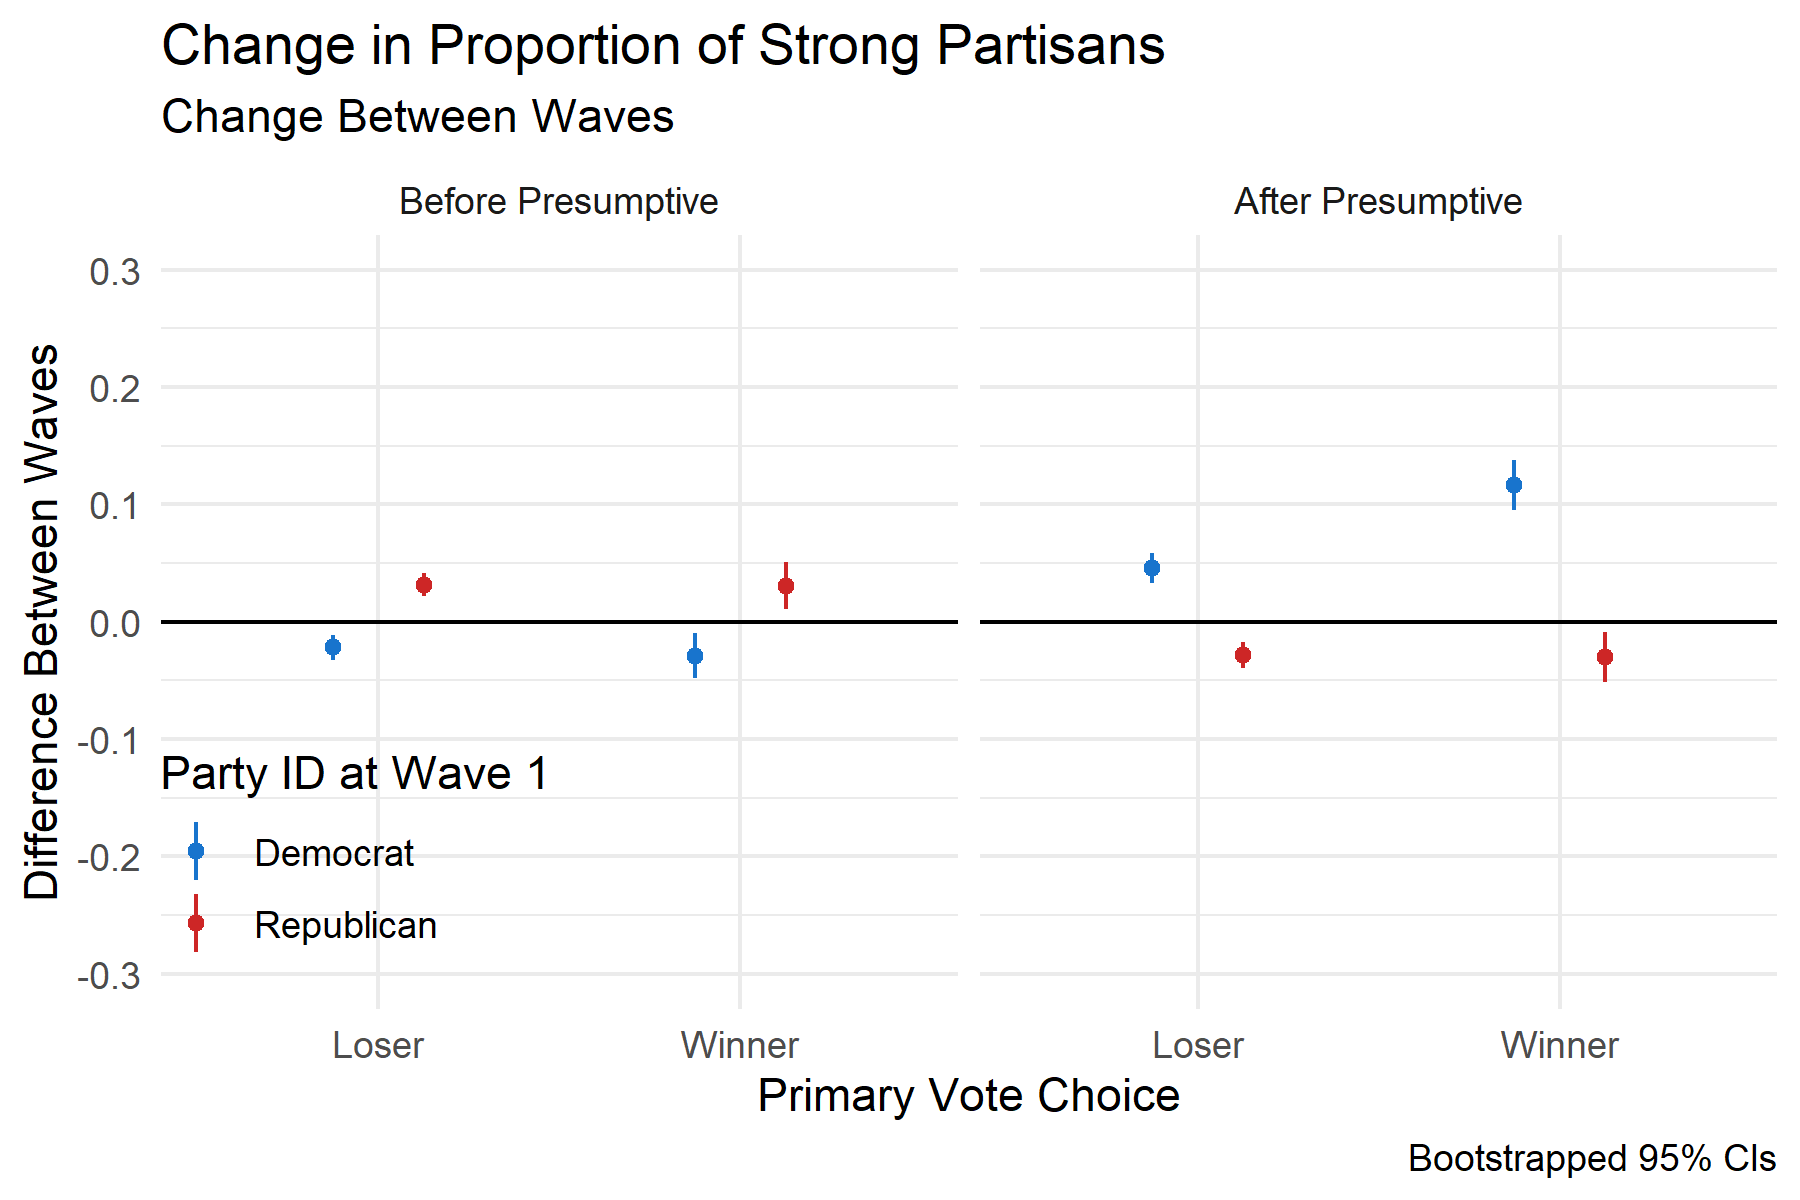 Change in Proportion of Strong Partisans
Change Between Waves
Before Presumptive
After Presumptive
Difference Between Waves
0.3
0.2
0.1
0.0
-0.1
-0.2
-0.3
Party ID at Wave 1
Democrat
Republican
Loser
Winner
Loser
Winner
Primary Vote Choice
Bootstrapped 95% CIs